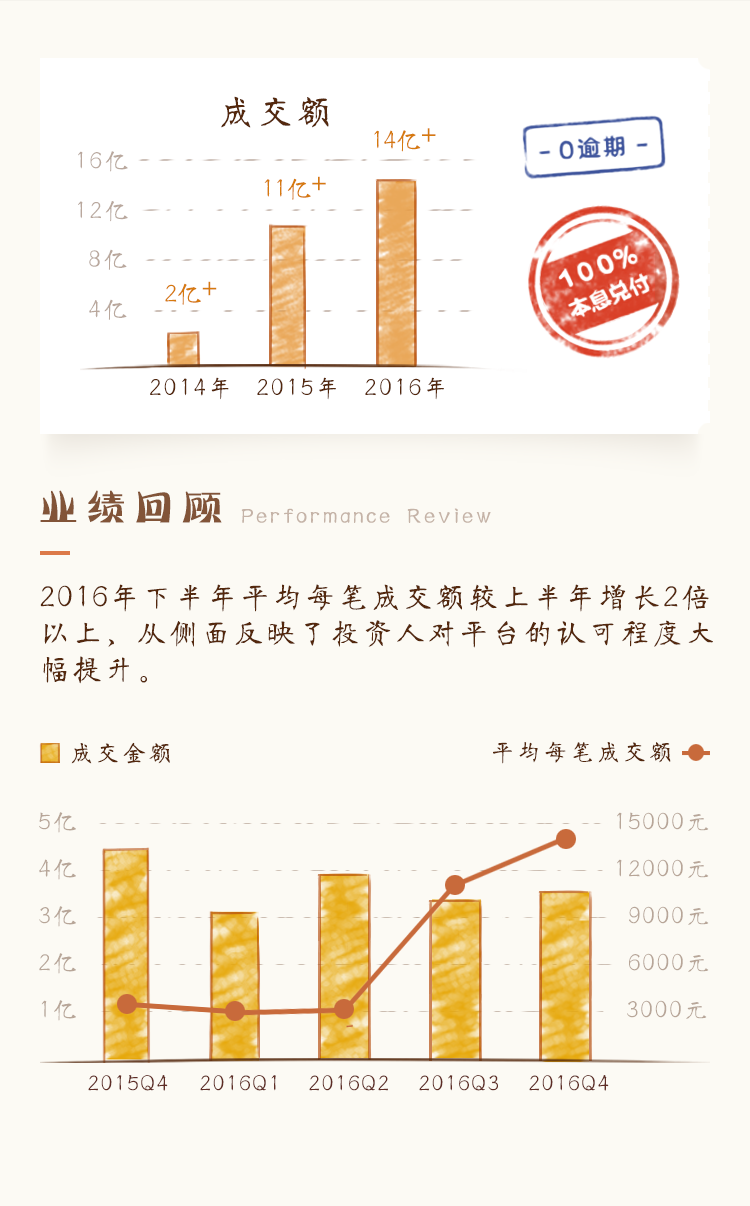 成交额
14亿+
16亿
11亿+
12亿
8亿
2亿+
4亿
2014年 2015年 2016年
- 0逾期 -
100%
本息兑付
业绩回顾 Performance Review
2016年下半年平均每笔成交额较上半年增长2倍
以上、从侧面反映了投资人对平台的认可程度大
幅提升。
成交金额 平均每笔成交额
5亿 15000元
4亿 12000元
3亿 9000元
2亿 6000元
1亿 3000元
2015Q4 2016Q1 2016Q2 2016Q3 2016Q4